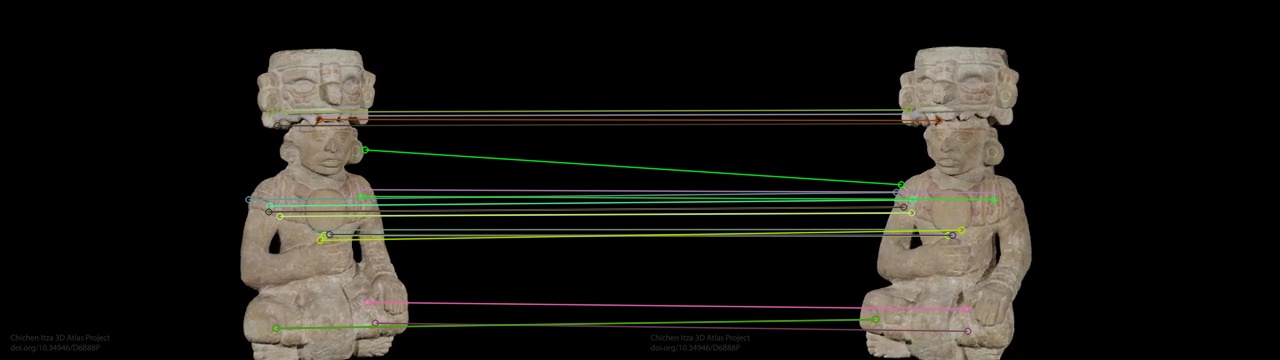 Chichen Itza 3D Atlas Project
doi.org/10.34946/D6B88P
Chichen Itza 3D Atlas Project
doi.org/10.34946/D6B88P